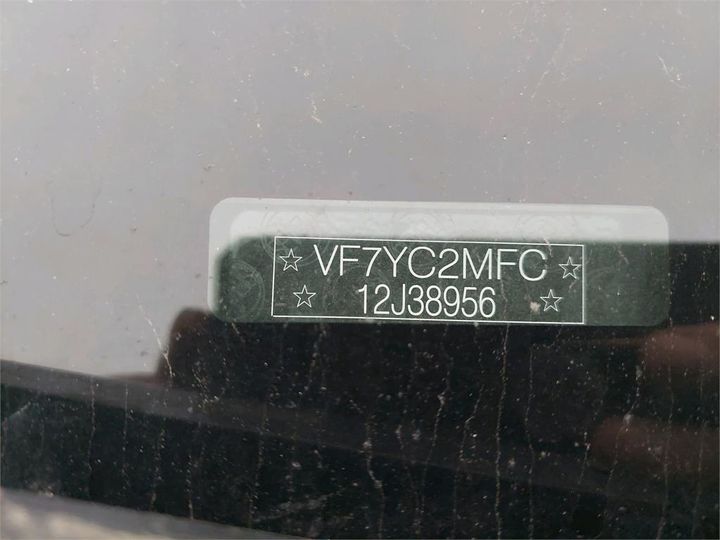 ☆ VF7YC2MFC ☆
☆ 12J38956 ☆